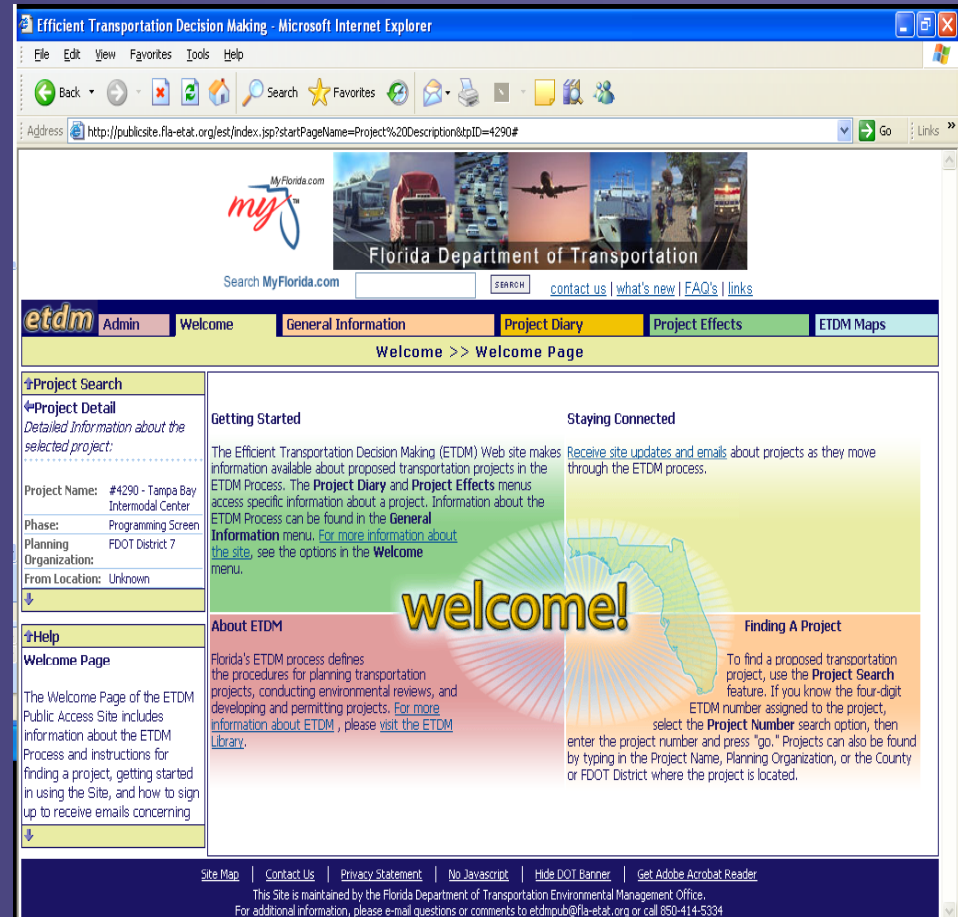 Efficient Transportation Decision Making - Microsoft Internet Explorer
File Edit View Favorites Tools Help
Back Search Favorites
Address http://publicsite.fla-etat.org/est/index.jsp?startPageName=Project%20Description&tpID=4290# Go Links »
MyFlorida.com
my
Florida Department of Transportation
Search MyFlorida.com SEARCH contact us | what's new | FAQ's | links
etdm Admin Welcome General Information Project Diary Project Effects ETDM Maps
Welcome >> Welcome Page
Project Search
Project Detail
Detailed Information about the
selected project:
Project Name: #4290 - Tampa Bay
Intermodal Center
Phase: Programming Screen
Planning FDOT District 7
Organization:
From Location: Unknown
Help
Welcome Page
The Welcome Page of the ETDM
Public Access Site includes
information about the ETDM
Process and instructions for
finding a project, getting started
in using the Site, and how to sign
up to receive emails concerning
Getting Started
The Efficient Transportation Decision Making (ETDM) Web site makes
information available about proposed transportation projects in the
ETDM Process. The Project Diary and Project Effects menus
access specific information about a project. Information about the
ETDM Process can be found in the General
Information menu. For more information about
the site, see the options in the Welcome
menu.
Staying Connected
Receive site updates and emails about projects as they move
through the ETDM process.
welcome!
About ETDM
Florida's ETDM process defines
the procedures for planning transportation
projects, conducting environmental reviews, and
developing and permitting projects. For more
information about ETDM , please visit the ETDM
Library.
Finding A Project
To find a proposed transportation
project, use the Project Search
feature. If you know the four-digit
ETDM number assigned to the project,
select the Project Number search option, then
enter the project number and press "go." Projects can also be found
by typing in the Project Name, Planning Organization, or the County
or FDOT District where the project is located.
Site Map | Contact Us | Privacy Statement | No Javascript | Hide DOT Banner | Get Adobe Acrobat Reader
This Site is maintained by the Florida Department of Transportation Environmental Management Office.
For additional information, please e-mail questions or comments to etdmpub@fla-etat.org or call 850-414-5334